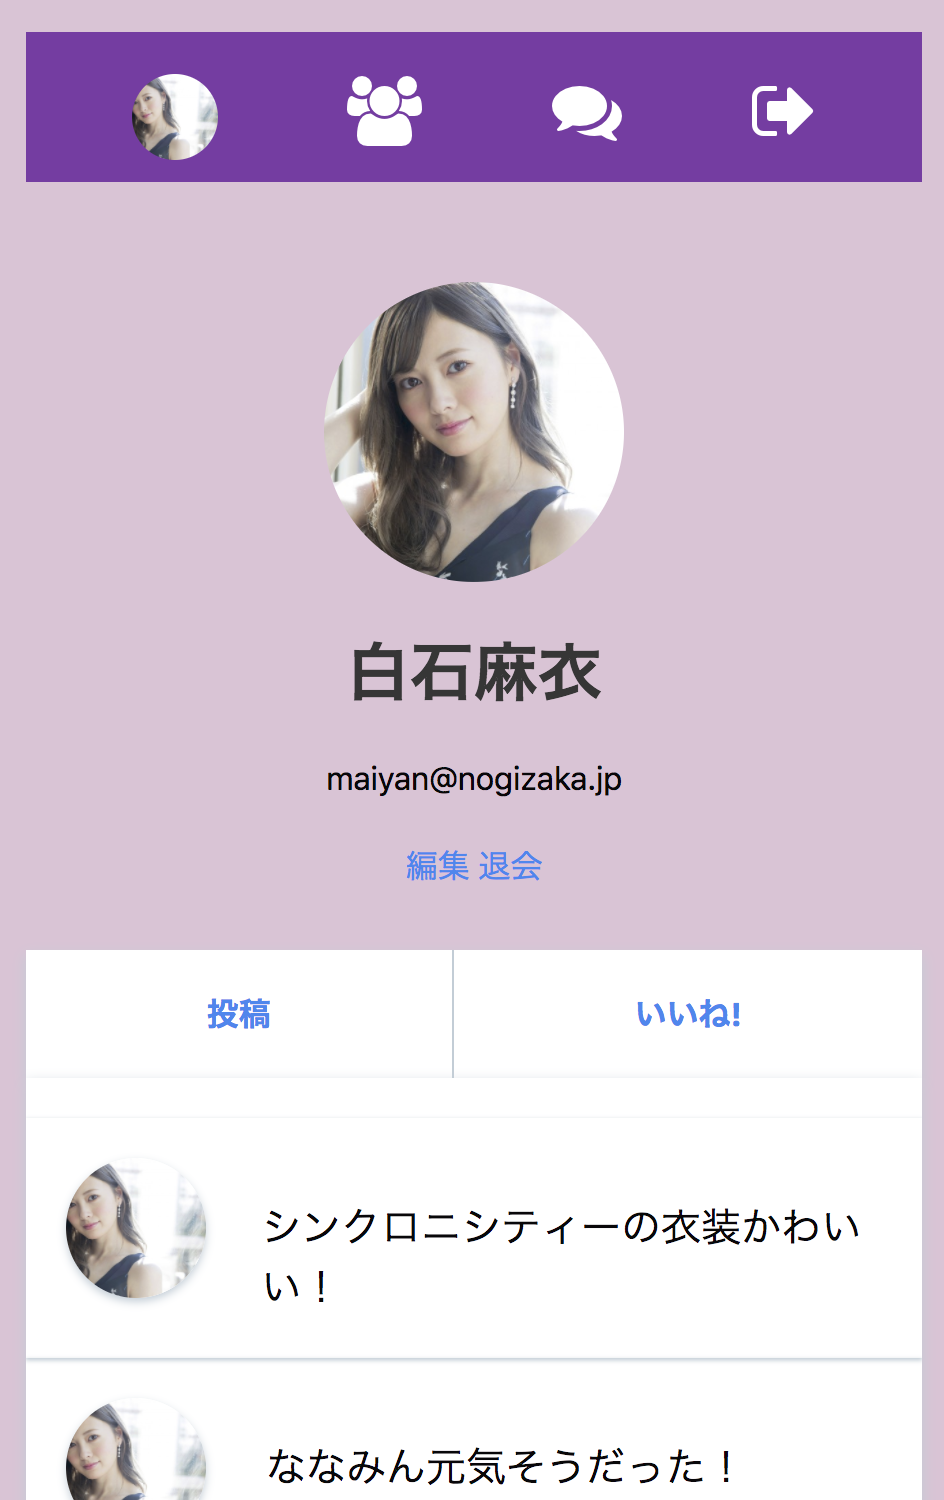 白石麻衣
maiyan@nogizaka.jp
編集 退会
投稿
いいね!
シンクロニシティーの衣装かわい
い！
ななみん元気そうだった！